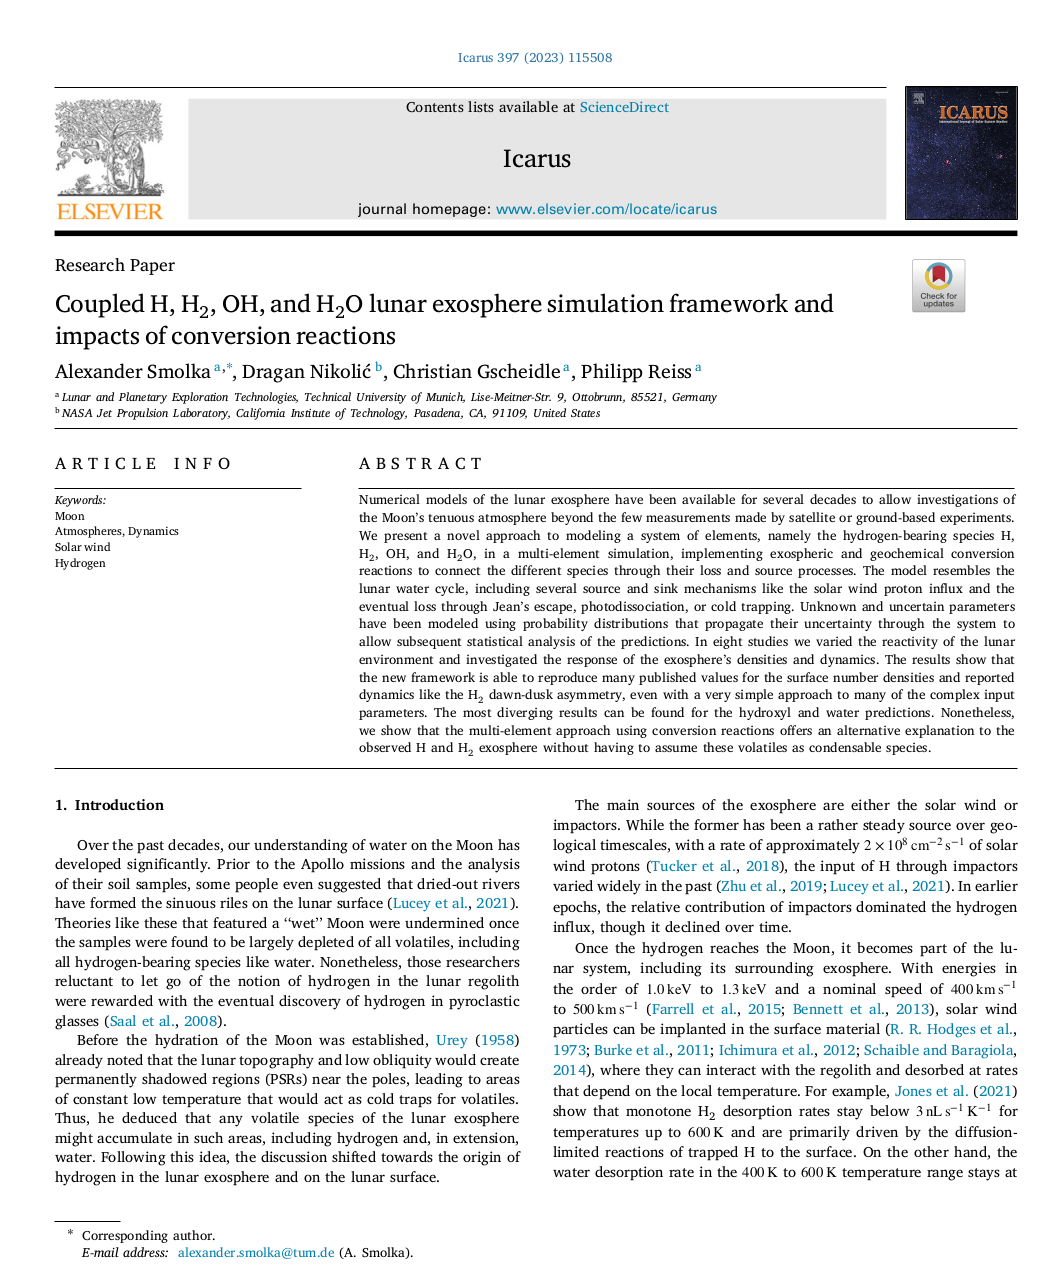 Icarus 397 (2023) 115508
Contents lists available at ScienceDirect
Icarus
journal homepage: www.elsevier.com/locate/icarus
ELSEVIER
ICARUS
Research Paper
Check for
updates
Coupled H, H2, OH, and H2O lunar exosphere simulation framework and
impacts of conversion reactions
Alexander Smolka a,*, Dragan Nikolić b, Christian Gscheidle a, Philipp Reiss a
a Lunar and Planetary Exploration Technologies, Technical University of Munich, Lise-Meitner-Str. 9, Ottobrunn, 85521, Germany
b NASA Jet Propulsion Laboratory, California Institute of Technology, Pasadena, CA, 91109, United States
ARTICLE INFO
Keywords:
Moon
Atmospheres, Dynamics
Solar wind
Hydrogen
ABSTRACT
Numerical models of the lunar exosphere have been available for several decades to allow investigations of
the Moon's tenuous atmosphere beyond the few measurements made by satellite or ground-based experiments.
We present a novel approach to modeling a system of elements, namely the hydrogen-bearing species H,
H2, OH, and H2O, in a multi-element simulation, implementing exospheric and geochemical conversion
reactions to connect the different species through their loss and source processes. The model resembles the
lunar water cycle, including several source and sink mechanisms like the solar wind proton influx and the
eventual loss through Jean's escape, photodissociation, or cold trapping. Unknown and uncertain parameters
have been modeled using probability distributions that propagate their uncertainty through the system to
allow subsequent statistical analysis of the predictions. In eight studies we varied the reactivity of the lunar
environment and investigated the response of the exosphere's densities and dynamics. The results show that
the new framework is able to reproduce many published values for the surface number densities and reported
dynamics like the H2 dawn-dusk asymmetry, even with a very simple approach to many of the complex input
parameters. The most diverging results can be found for the hydroxyl and water predictions. Nonetheless,
we show that the multi-element approach using conversion reactions offers an alternative explanation to the
observed H and H2 exosphere without having to assume these volatiles as condensable species.
1. Introduction
Over the past decades, our understanding of water on the Moon has
developed significantly. Prior to the Apollo missions and the analysis
of their soil samples, some people even suggested that dried-out rivers
have formed the sinuous riles on the lunar surface (Lucey et al., 2021).
Theories like these that featured a ‘‘wet’’ Moon were undermined once
the samples were found to be largely depleted of all volatiles, including
all hydrogen-bearing species like water. Nonetheless, those researchers
reluctant to let go of the notion of hydrogen in the lunar regolith
were rewarded with the eventual discovery of hydrogen in pyroclastic
glasses (Saal et al., 2008).
Before the hydration of the Moon was established, Urey (1958)
already noted that the lunar topography and low obliquity would create
permanently shadowed regions (PSRs) near the poles, leading to areas
of constant low temperature that would act as cold traps for volatiles.
Thus, he deduced that any volatile species of the lunar exosphere
might accumulate in such areas, including hydrogen and, in extension,
water. Following this idea, the discussion shifted towards the origin of
hydrogen in the lunar exosphere and on the lunar surface.
The main sources of the exosphere are either the solar wind or
impactors. While the former has been a rather steady source over geo-
logical timescales, with a rate of approximately 2 × 10⁸ cm⁻² s⁻¹ of solar
wind protons (Tucker et al., 2018), the input of H through impactors
varied widely in the past (Zhu et al., 2019; Lucey et al., 2021). In earlier
epochs, the relative contribution of impactors dominated the hydrogen
influx, though it declined over time.
Once the hydrogen reaches the Moon, it becomes part of the lu-
nar system, including its surrounding exosphere. With energies in
the order of 1.0 keV to 1.3 keV and a nominal speed of 400 km s⁻¹
to 500 km s⁻¹ (Farrell et al., 2015; Bennett et al., 2013), solar wind
particles can be implanted in the surface material (R. R. Hodges et al.,
1973; Burke et al., 2011; Ichimura et al., 2012; Schaible and Baragiola,
2014), where they can interact with the regolith and desorbed at rates
that depend on the local temperature. For example, Jones et al. (2021)
show that monotone H2 desorption rates stay below 3 nL s⁻¹ K⁻¹ for
temperatures up to 600 K and are primarily driven by the diffusion-
limited reactions of trapped H to the surface. On the other hand, the
water desorption rate in the 400 K to 600 K temperature range stays at
* Corresponding author.
E-mail address: alexander.smolka@tum.de (A. Smolka).